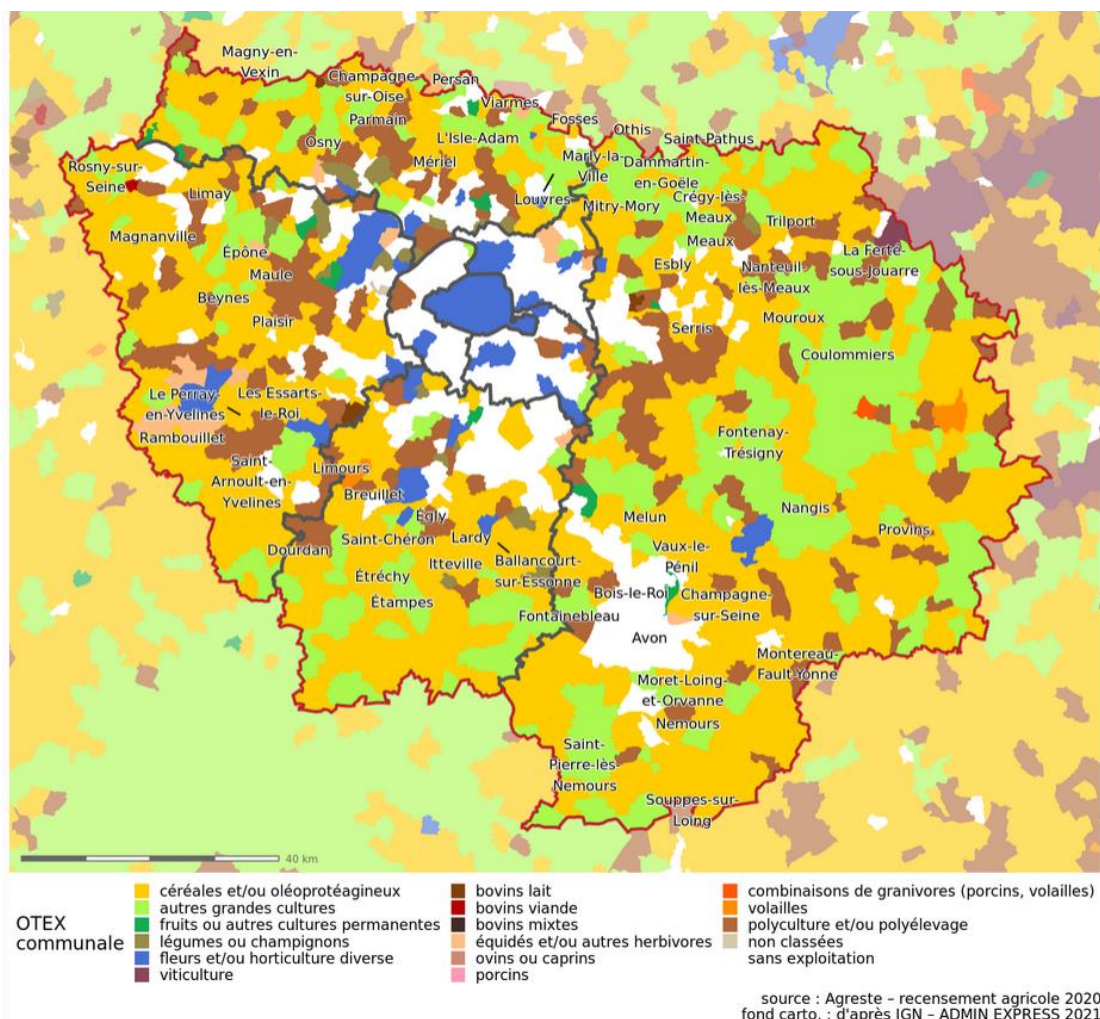 Magny-en-
Vexin
Champagne-
sur-Oise
Persan
Viarmes
Parmain
Fosses
Osny
L'Isle-Adam
Othis
Saint-Pathus
Rosny-sur-
Seine
Mériel
Marly-la-
Ville
Dammartin-
en-Goële
Limay
Louvres
Mitry-Mory
Crégy-lès-
Meaux
Trilport
Magnanville
Meaux
La Ferté-
sous-Jouarre
Épône
Esbly
Nanteuil-
lès-Meaux
Maule
Beynes
Plaisir
Serris
Mouroux
Coulommiers
Le Perray-
en-Yvelines
Les Essarts-
le-Roi
Rambouillet
Fontenay-
Trésigny
Saint-
Arnoult-en-
Yvelines
Limours
Breuillet
Nangis
Égly
Melun
Provins
Dourdan
Saint-Chéron
Lardy
Vaux-le-
Pénil
Itteville
Ballancourt-
sur-Essonne
Étréchy
Bois-le-Roi
Champagne-
sur-Seine
Étampes
Fontainebleau
Avon
Montereau-
Fault-Yonne
Moret-Loing-
et-Orvanne
Nemours
Saint-
Pierre-lès-
Nemours
Souppes-sur-
Loing
40 km
OTEX
communale
céréales et/ou oléoprotéagineux
autres grandes cultures
fruits ou autres cultures permanentes
légumes ou champignons
fleurs et/ou horticulture diverse
viticulture
bovins lait
bovins viande
bovins mixtes
équidés et/ou autres herbivores
ovins ou caprins
porcins
combinaisons de granivores (porcins, volailles)
volailles
polyculture et/ou polyélevage
non classées
sans exploitation
source : Agreste – recensement agricole 2020
fond carto. : d'après IGN – ADMIN EXPRESS 2021